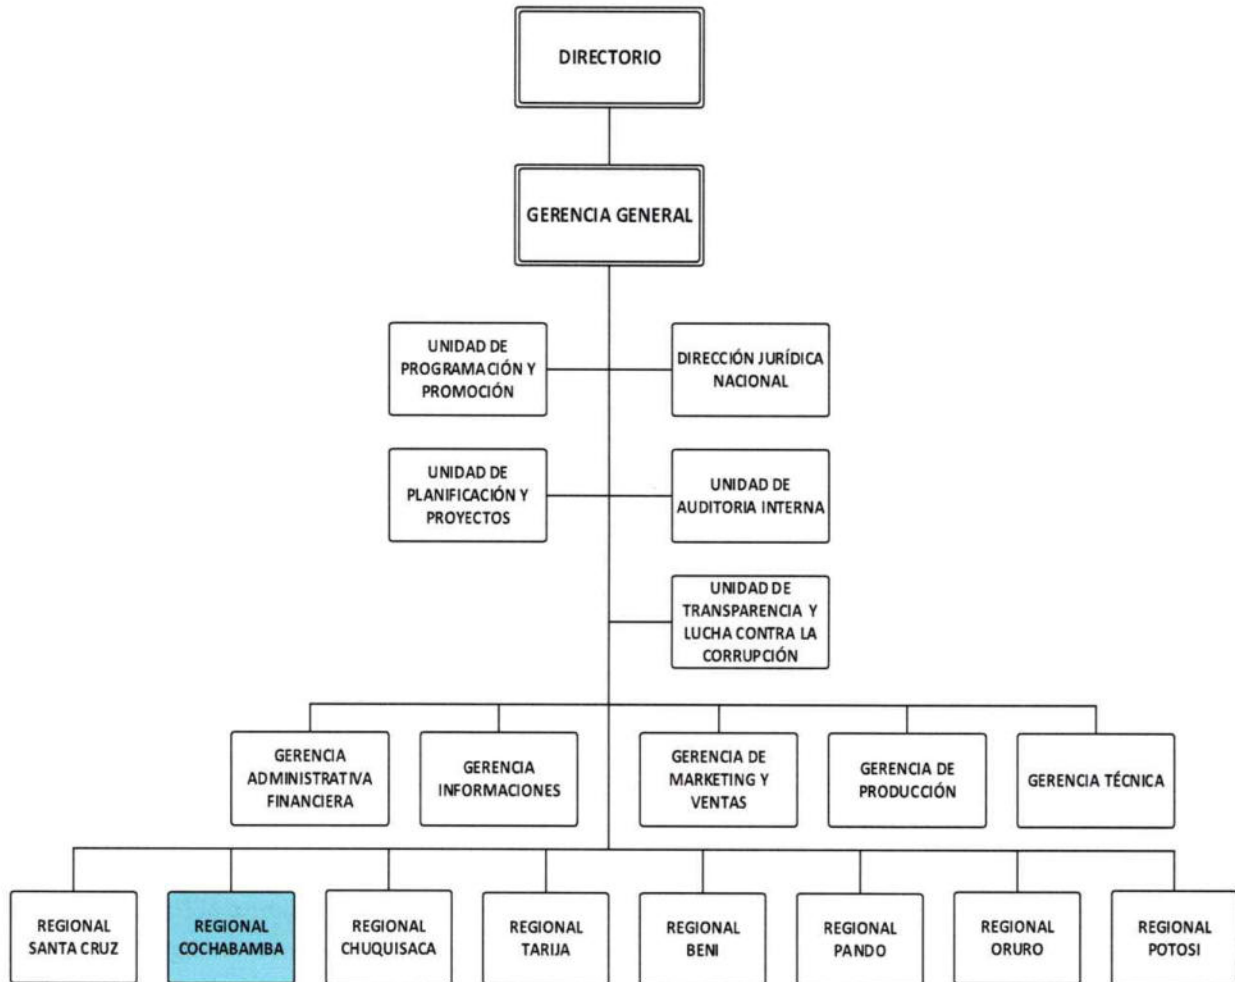 DIRECTORIO
GERENCIA GENERAL
UNIDAD DE
PROGRAMACIÓN Y
PROMOCIÓN
DIRECCIÓN JURÍDICA
NACIONAL
UNIDAD DE
PLANIFICACIÓN Y
PROYECTOS
UNIDAD DE
AUDITORIA INTERNA
UNIDAD DE
TRANSPARENCIA Y
LUCHA CONTRA LA
CORRUPCIÓN
GERENCIA
ADMINISTRATIVA
FINANCIERA
GERENCIA
INFORMACIONES
GERENCIA DE
MARKETING Y
VENTAS
GERENCIA DE
PRODUCCIÓN
GERENCIA TÉCNICA
REGIONAL
SANTA CRUZ
REGIONAL
COCHABAMBA
REGIONAL
CHUQUISACA
REGIONAL
TARIJA
REGIONAL
BENI
REGIONAL
PANDO
REGIONAL
ORURO
REGIONAL
POTOSI